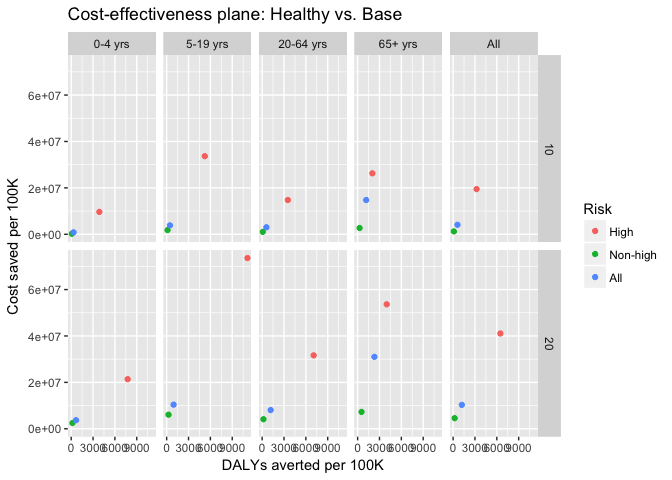 Cost-effectiveness plane: Healthy vs. Base
0-4 yrs 5-19 yrs 20-64 yrs 65+ yrs All
6e+07
4e+07
2e+07
0e+00
10
6e+07
4e+07
2e+07
0e+00
20
Cost saved per 100K
0 3000 6000 9000 0 3000 6000 9000 0 3000 6000 9000 0 3000 6000 9000 0 3000 6000 9000
DALYs averted per 100K
Risk
High
Non-high
All